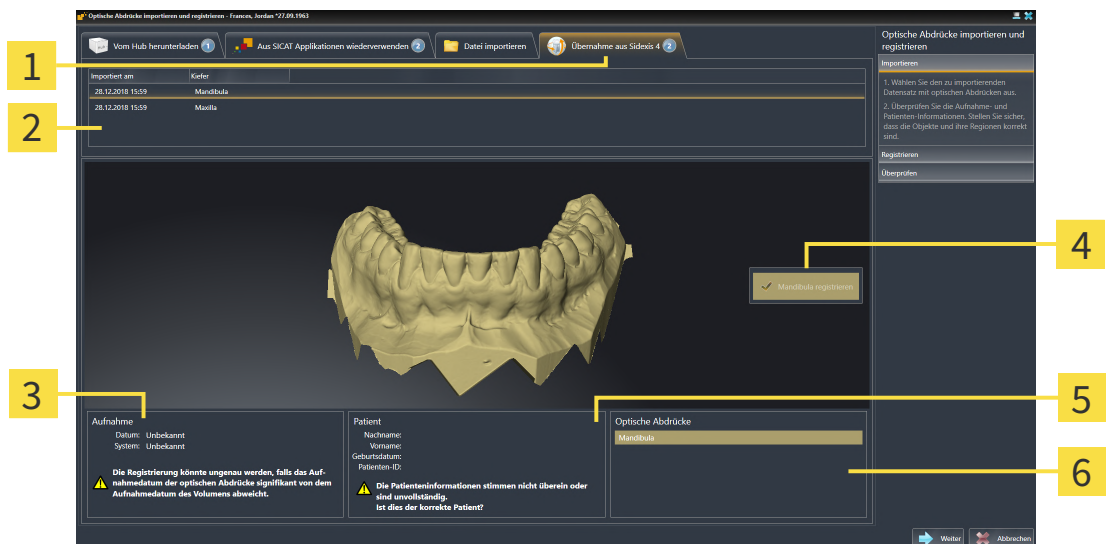 Optische Abdrücke importieren und registrieren - Frances, Jordan *27.09.1963
Vom Hub herunterladen 1
Aus SICAT Applikationen wiederverwenden 2
Datei importieren
Übernahme aus Sidexis 4 2
Importiert am Kiefer
28.12.2018 15:59 Mandibula
28.12.2018 15:59 Maxilla
Optische Abdrücke importieren und
registrieren
Importieren
1. Wählen Sie den zu importierenden
Datensatz mit optischen Abdrücken aus.
2. Überprüfen Sie die Aufnahme- und
Patienten-Informationen. Stellen Sie sicher,
dass die Objekte und ihre Regionen korrekt
sind.
Registrieren
Überprüfen
Mandibula registrieren
Aufnahme
Datum: Unbekannt
System: Unbekannt
Die Registrierung könnte ungenau werden, falls das Auf-
nahmedatum der optischen Abdrücke signifikant von dem
Aufnahmedatum des Volumens abweicht.
Patient
Nachname:
Vorname:
Geburtsdatum:
Patienten-ID:
Die Patienteninformationen stimmen nicht überein oder
sind unvollständig.
Ist dies der korrekte Patient?
Optische Abdrücke
Mandibula
Weiter
Abbrechen
1
2
3
4
5
6